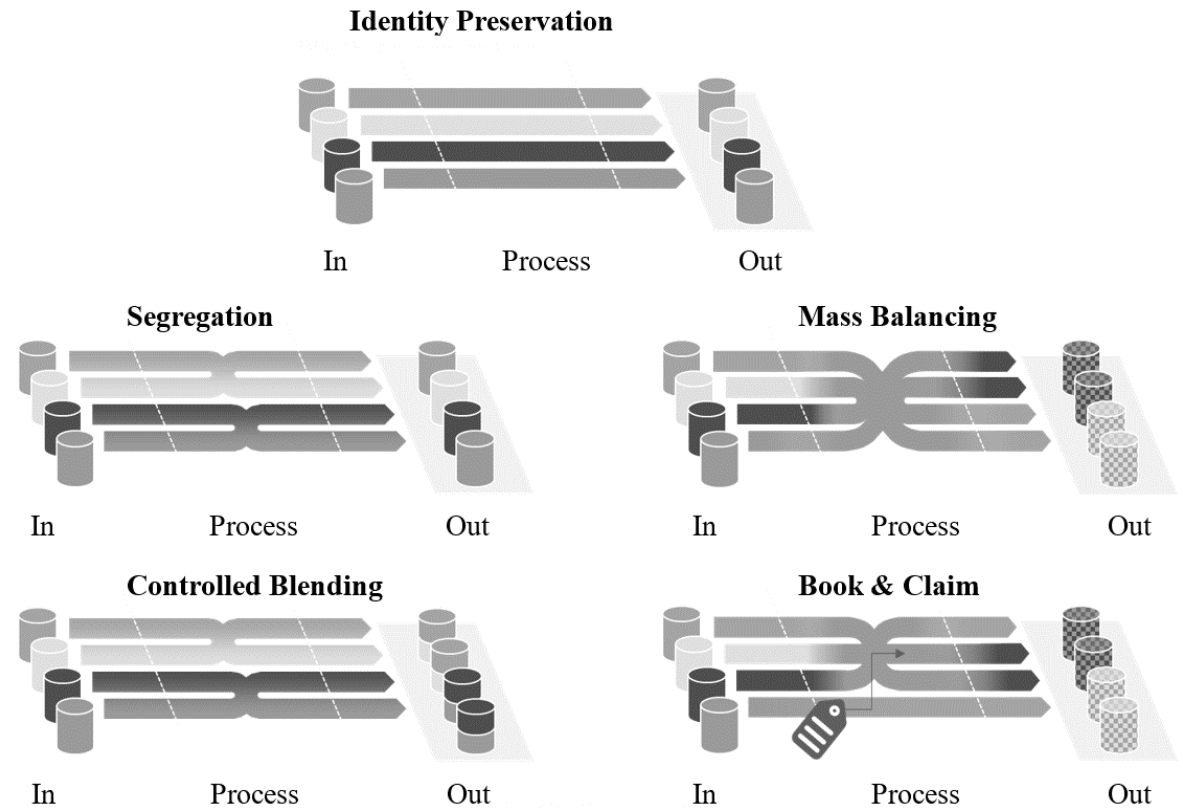 Identity Preservation
In Process Out
Segregation
In Process Out
Mass Balancing
In Process Out
Controlled Blending
In Process Out
Book & Claim
In Process Out